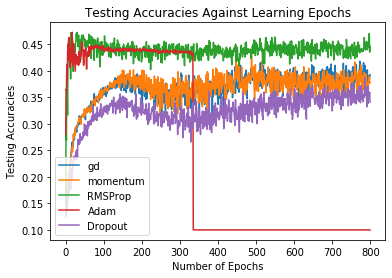 Testing Accuracies Against Learning Epochs
Testing Accuracies
0.45
0.40
0.35
0.30
0.25
0.20
0.15
0.10
gd
momentum
RMSProp
Adam
Dropout
0 100 200 300 400 500 600 700 800
Number of Epochs